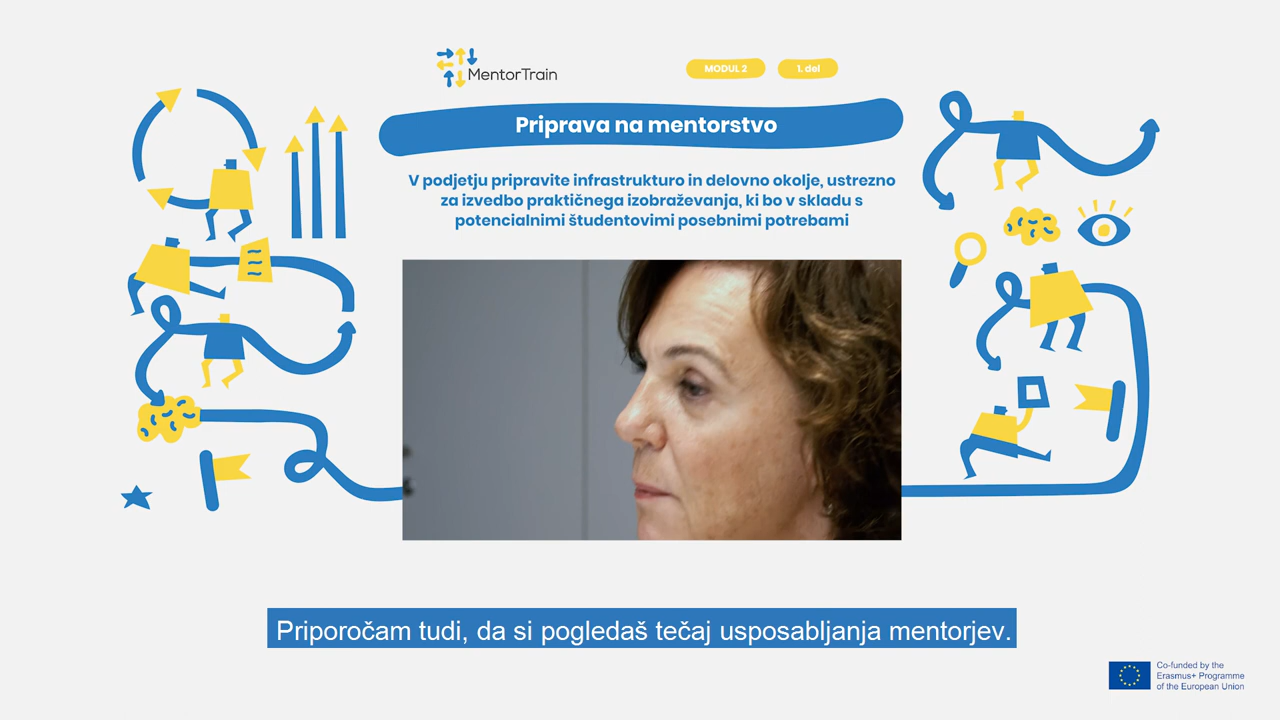 MentorTrain
MODUL 2
1. del
Priprava na mentorstvo
V podjetju pripravite infrastrukturo in delovno okolje, ustrezno
za izvedbo praktičnega izobraževanja, ki bo v skladu s
potencialnimi študentovimi posebnimi potrebami
Priporočam tudi, da si pogledaš tečaj usposabljanja mentorjev.
Co-funded by the
Erasmus+ Programme
of the European Union